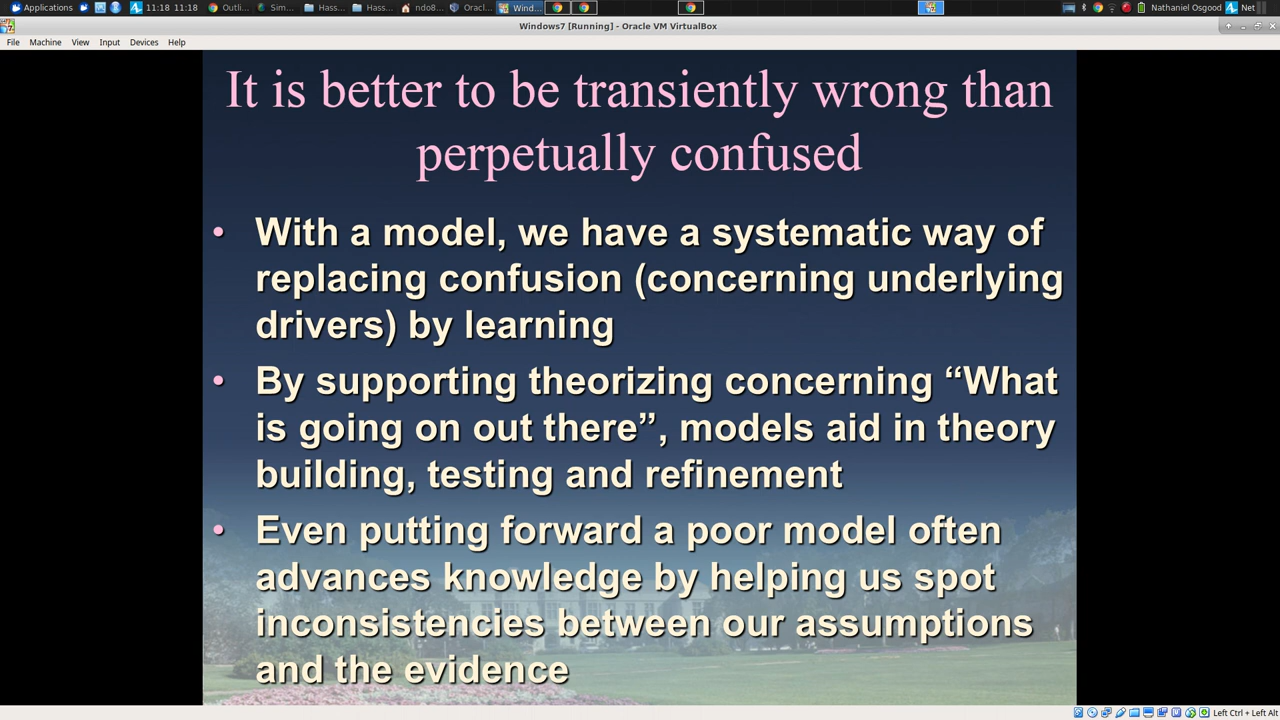 Applications
11:18 11:18
Outli...
Sim...
Hass...
Hass...
ndo8...
Oracl...
Wind...
Nathaniel Osgood
Net
Windows7 [Running] - Oracle VM VirtualBox
File Machine View Input Devices Help
It is better to be transiently wrong than
perpetually confused
• With a model, we have a systematic way of
replacing confusion (concerning underlying
drivers) by learning
• By supporting theorizing concerning “What
is going on out there”, models aid in theory
building, testing and refinement
• Even putting forward a poor model often
advances knowledge by helping us spot
inconsistencies between our assumptions
and the evidence
Left Ctrl + Left Alt